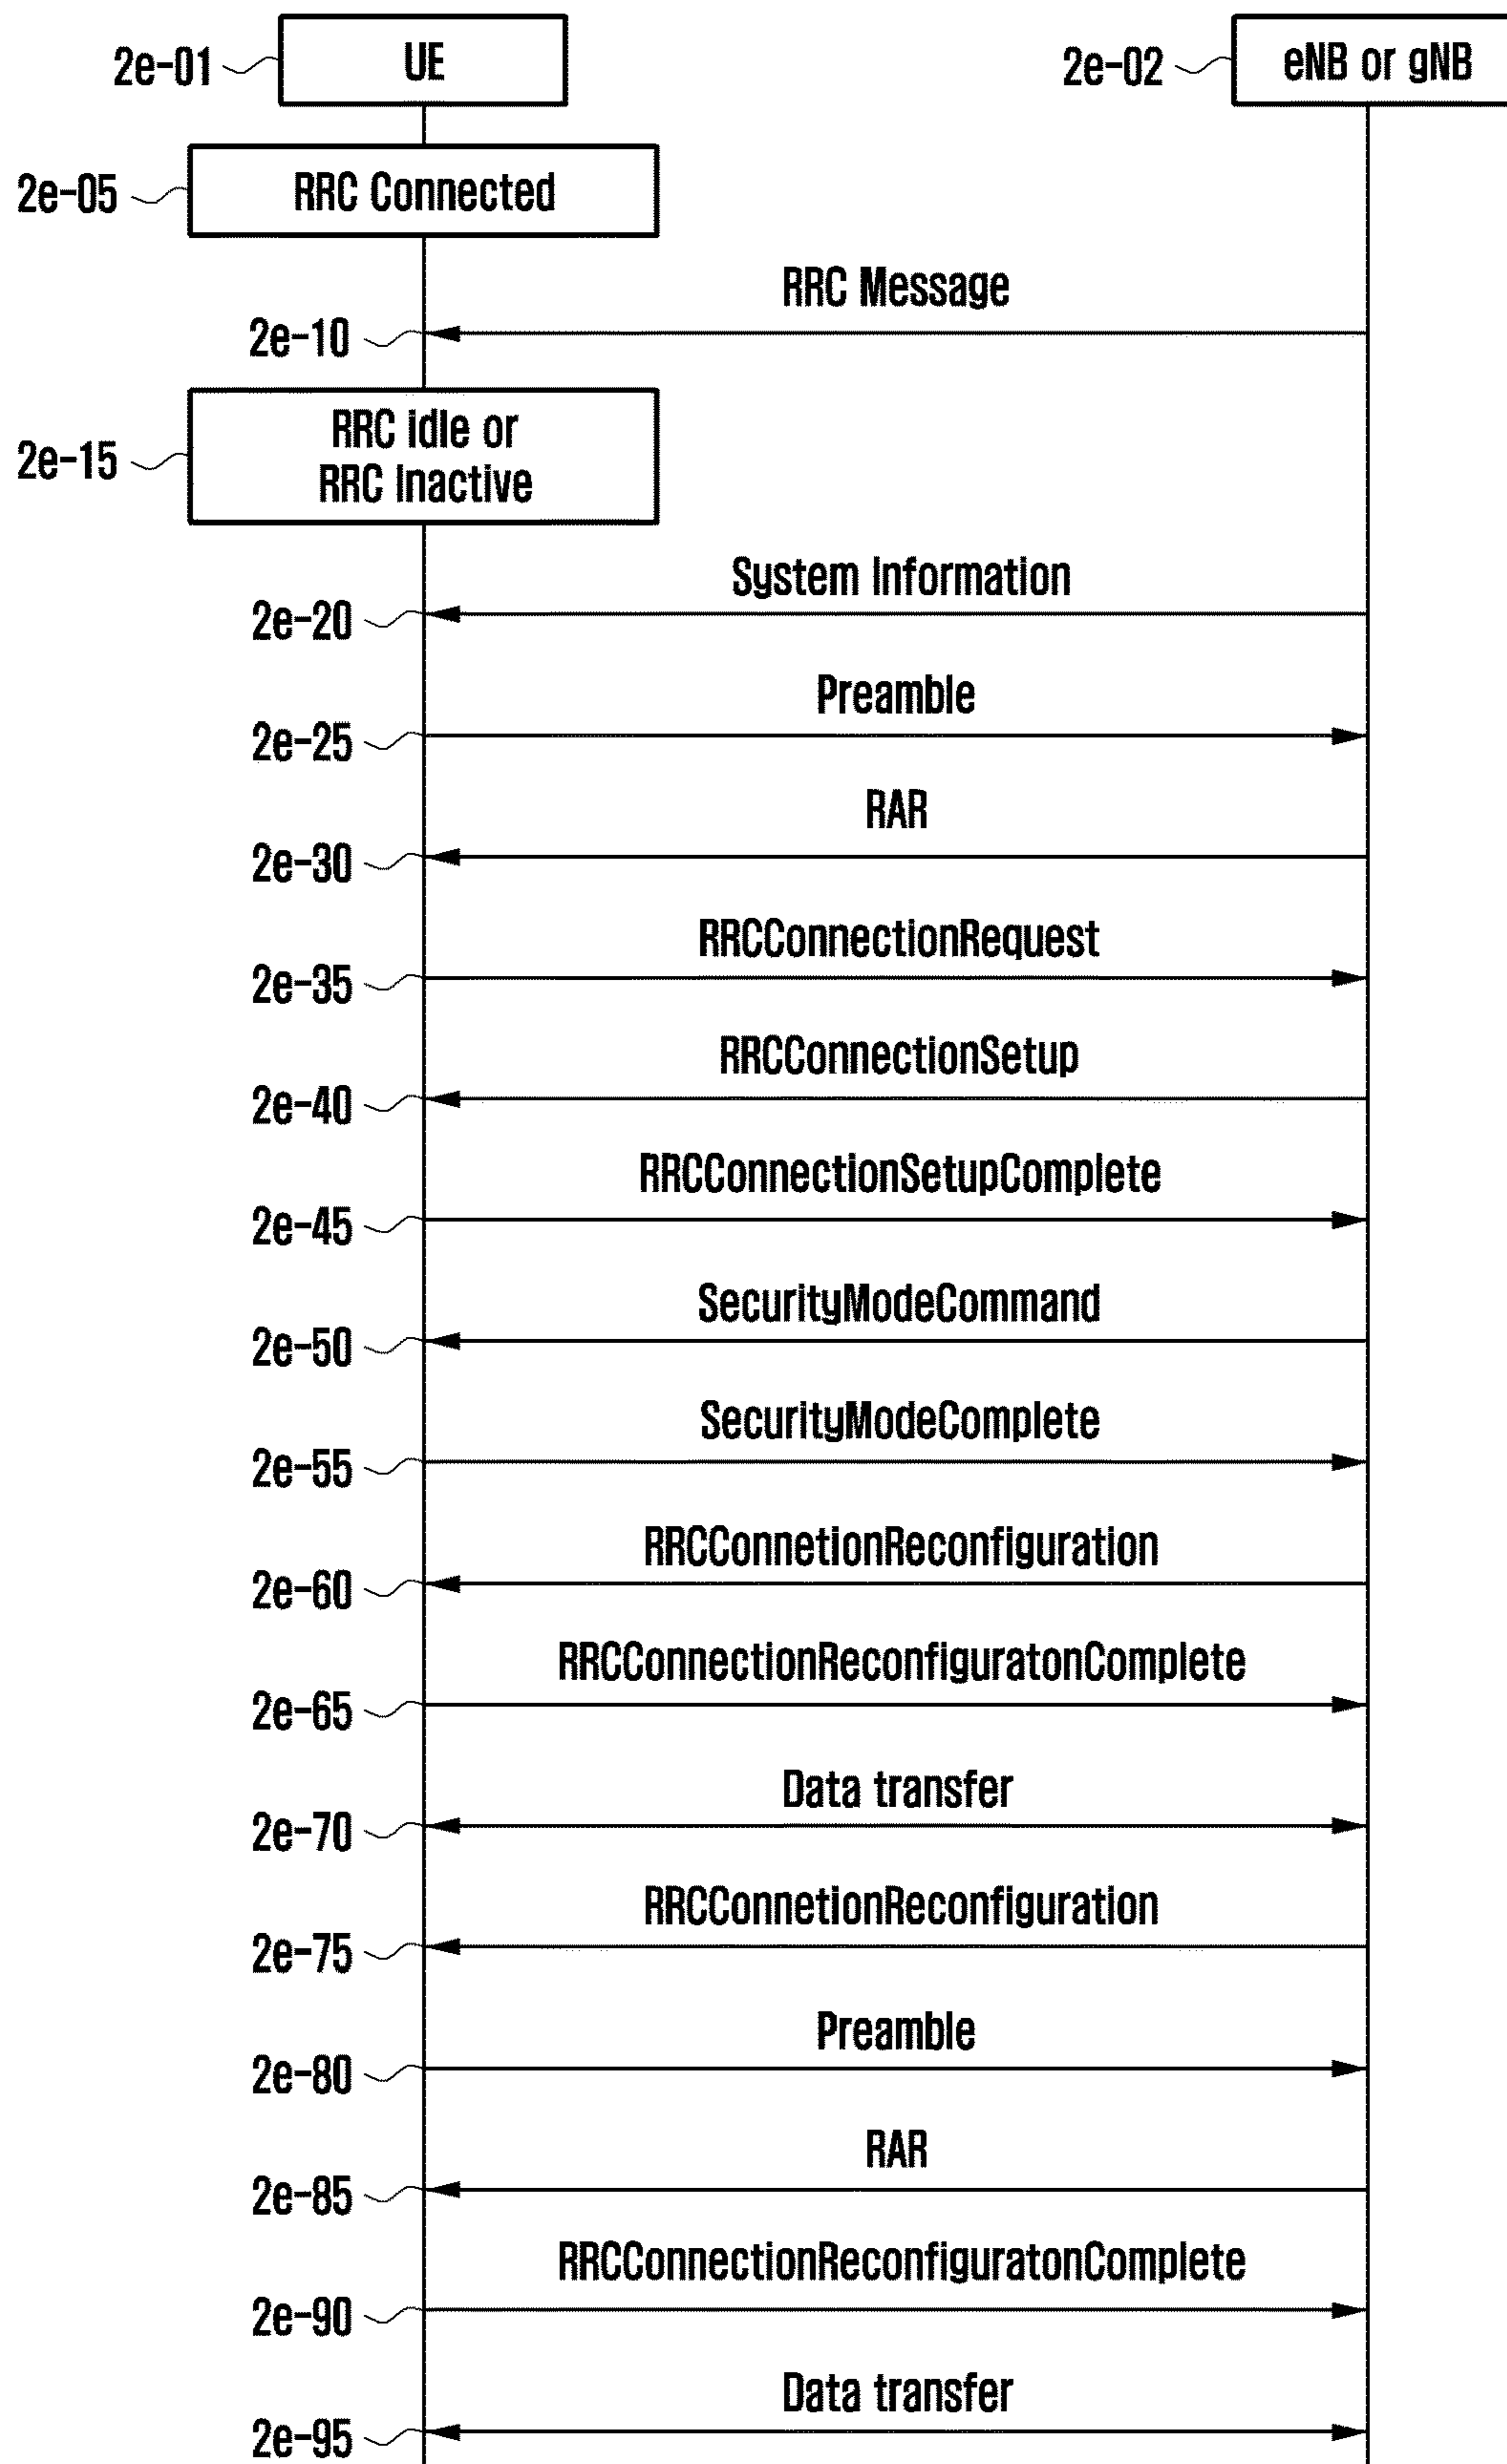 2e-01
UE
2e-02
eNB or gNB
2e-05
RRC Connected
RRC Message
2e-10
2e-15
RRC idle or
RRC Inactive
System Information
2e-20
Preamble
2e-25
RAR
2e-30
RRCConnectionRequest
2e-35
RRCConnectionSetup
2e-40
RRCConnectionSetupComplete
2e-45
SecurityModeCommand
2e-50
SecurityModeComplete
2e-55
RRCConnetionReconfiguration
2e-60
RRCConnectionReconfiguratonComplete
2e-65
Data transfer
2e-70
RRCConnetionReconfiguration
2e-75
Preamble
2e-80
RAR
2e-85
RRCConnectionReconfiguratonComplete
2e-90
Data transfer
2e-95